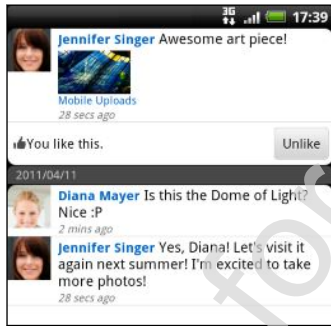 3G 17:39
Jennifer Singer Awesome art piece!
Mobile Uploads
28 secs ago
You like this. Unlike
2011/04/11
Diana Mayer Is this the Dome of Light?
Nice :P
2 mins ago
Jennifer Singer Yes, Diana! Let's visit it
again next summer! I'm excited to take
more photos!
28 secs ago
for